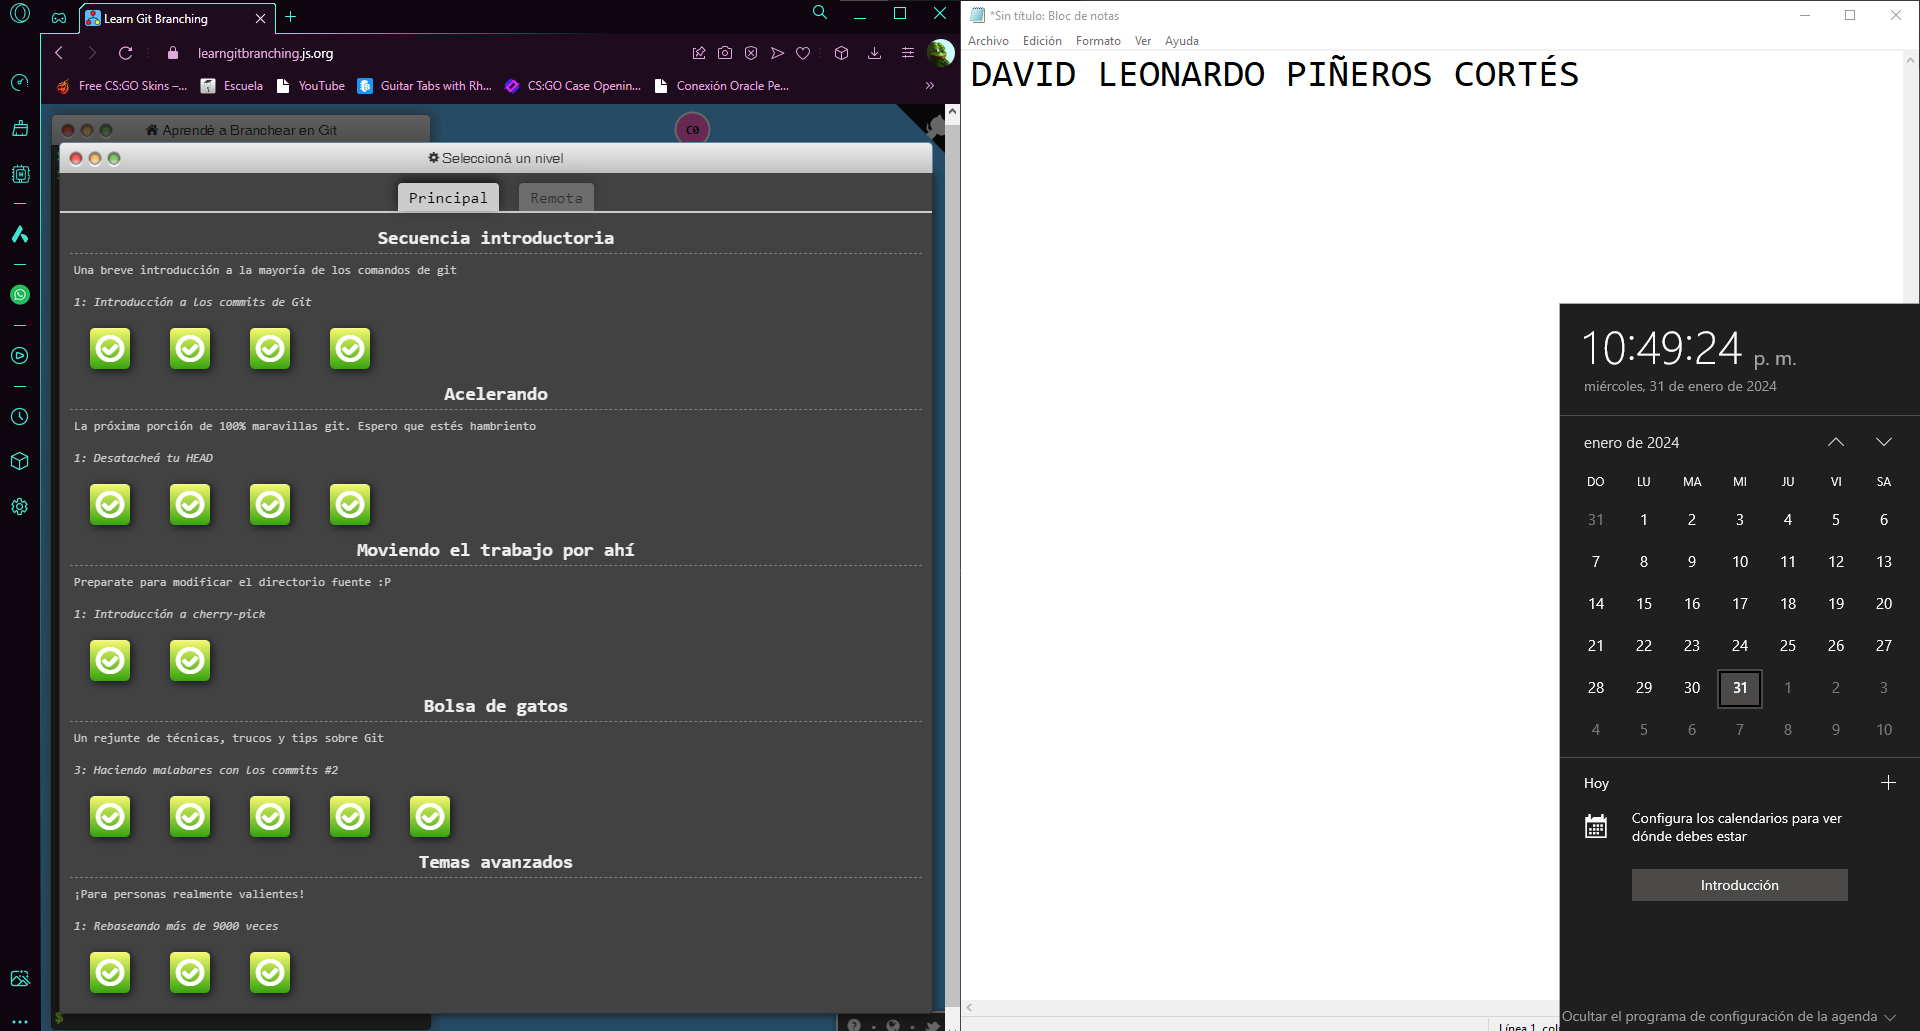 Learn Git Branching
learngitbranching.js.org
Free CS:GO Skins –...
Escuela
YouTube
Guitar Tabs with Rh...
CS:GO Case Openin...
Conexión Oracle Pe...
Aprendé a Branchear en Git
C0
Seleccioná un nivel
Principal
Remota
Secuencia introductoria
Una breve introducción a la mayoría de los comandos de git
1: Introducción a los commits de Git
Acelerando
La próxima porción de 100% maravillas git. Espero que estés hambriento
1: Desatacheá tu HEAD
Moviendo el trabajo por ahí
Preparate para modificar el directorio fuente :P
1: Introducción a cherry-pick
Bolsa de gatos
Un rejunte de técnicas, trucos y tips sobre Git
3: Haciendo malabares con los commits #2
Temas avanzados
¡Para personas realmente valientes!
1: Rebaseando más de 9000 veces
$
*Sin título: Bloc de notas
Archivo Edición Formato Ver Ayuda
DAVID LEONARDO PIÑEROS CORTÉS
Línea 1, col
10:49:24 p. m.
miércoles, 31 de enero de 2024
enero de 2024
DO LU MA MI JU VI SA
31 1 2 3 4 5 6
7 8 9 10 11 12 13
14 15 16 17 18 19 20
21 22 23 24 25 26 27
28 29 30 31 1 2 3
4 5 6 7 8 9 10
Hoy
Configura los calendarios para ver
dónde debes estar
Introducción
Ocultar el programa de configuración de la agenda